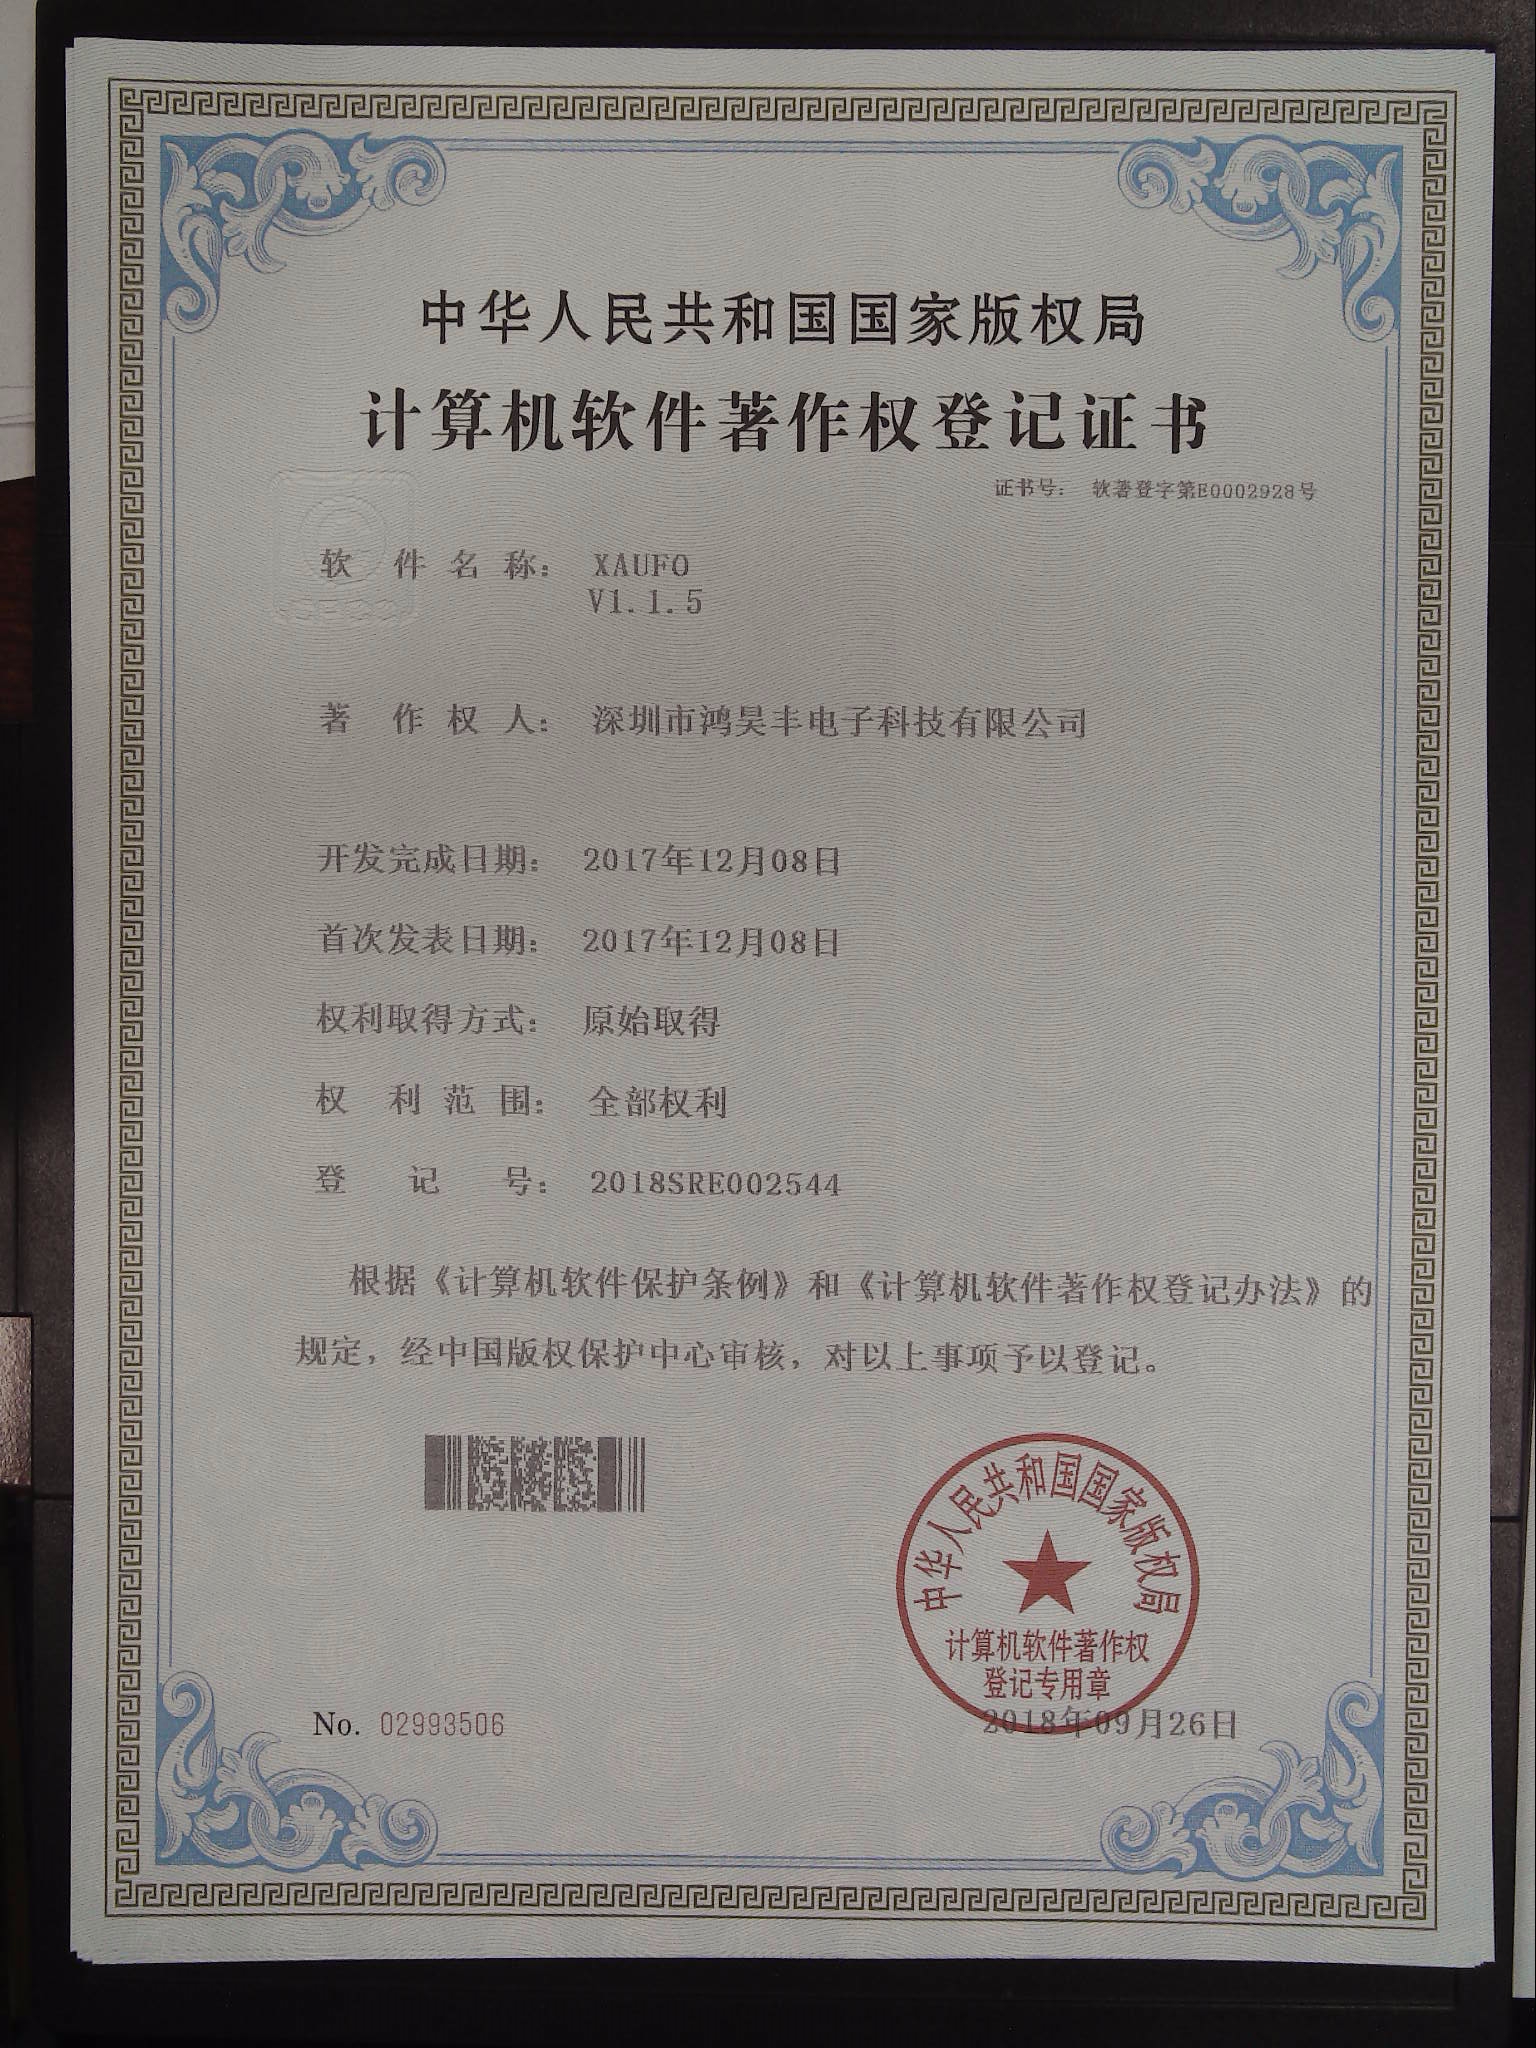 中华人民共和国国家版权局
计算机软件著作权登记证书
证书号： 软著登字第E0002928号
软件名称： XAUFO
V1.1.5
著作权人： 深圳市鸿昊丰电子科技有限公司
开发完成日期： 2017年12月08日
首次发表日期： 2017年12月08日
权利取得方式： 原始取得
权利范围： 全部权利
登记号： 2018SRE002544
根据《计算机软件保护条例》和《计算机软件著作权登记办法》的
规定，经中国版权保护中心审核，对以上事项予以登记。
中华人民共和国国家版权局
计算机软件著作权
登记专用章
No. 02993506
2018年09月26日